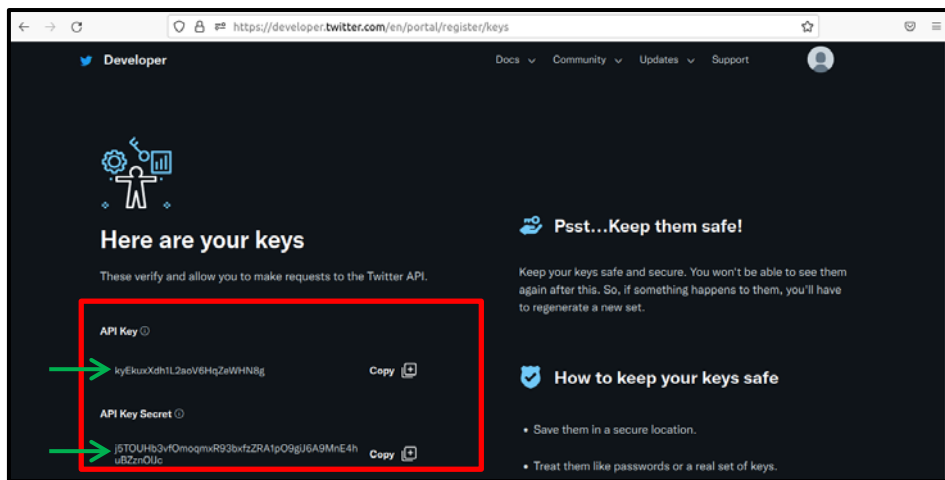 https://developer.twitter.com/en/portal/register/keys
Developer
Docs Community Updates Support
Here are your keys
These verify and allow you to make requests to the Twitter API.
API Key
kyEkuxXdh1L2aoV6HqZeWHN8g Copy
API Key Secret
j5TOUHb3vfOmoqmxR93bxfzZRA1pO9giJ6A9MnE4h
Copy
Psst...Keep them safe!
Keep your keys safe and secure. You won't be able to see them
again after this. So, if something happens to them, you'll have
to regenerate a new set.
How to keep your keys safe
• Save them in a secure location.
• Treat them like passwords or a real set of keys.